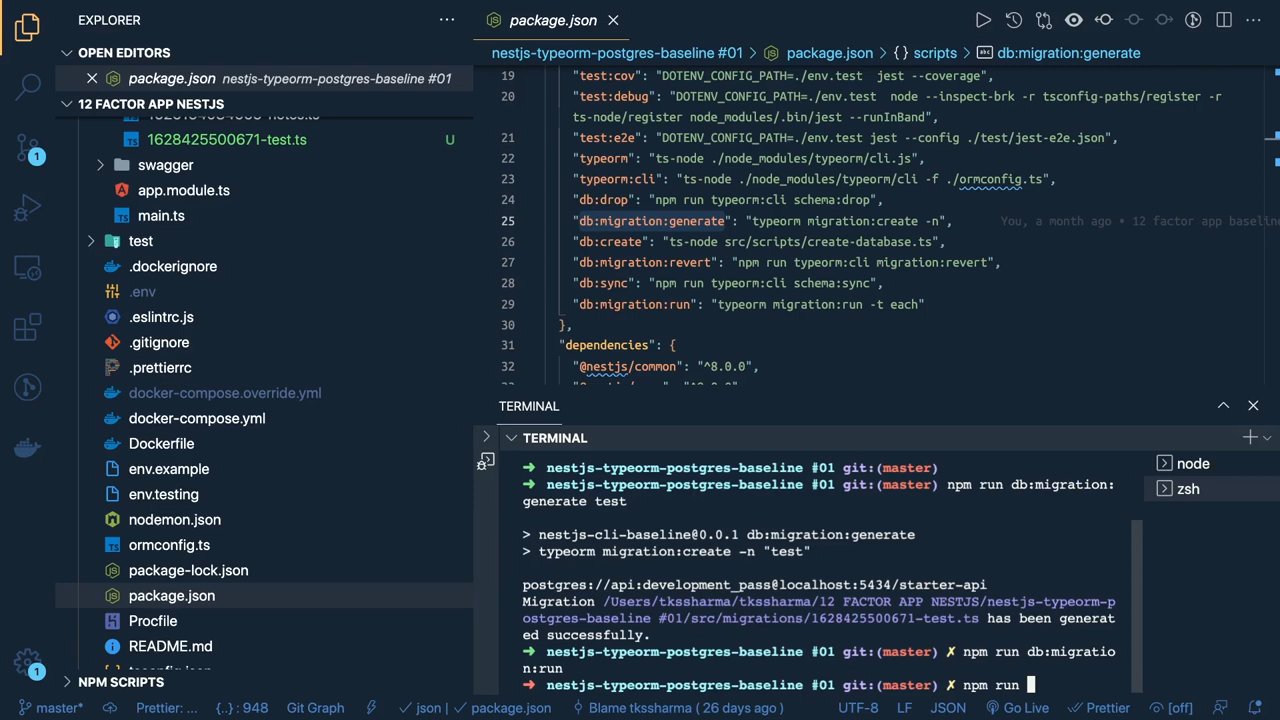 EXPLORER
OPEN EDITORS
package.json nestjs-typeorm-postgres-baseline #01
12 FACTOR APP NESTJS
1628425500671-test.ts U
swagger
app.module.ts
main.ts
test
.dockerignore
.env
.eslintrc.js
.gitignore
.prettierrc
docker-compose.override.yml
docker-compose.yml
Dockerfile
env.example
env.testing
nodemon.json
ormconfig.ts
package-lock.json
package.json
Procfile
README.md
NPM SCRIPTS
1
1
package.json
nestjs-typeorm-postgres-baseline #01 > package.json > {} scripts > db:migration:generate
19 "test:cov": "DOTENV_CONFIG_PATH=./env.test jest --coverage",
20 "test:debug": "DOTENV_CONFIG_PATH=./env.test node --inspect-brk -r tsconfig-paths/register -r
ts-node/register node_modules/.bin/jest --runInBand",
21 "test:e2e": "DOTENV_CONFIG_PATH=./env.test jest --config ./test/jest-e2e.json",
22 "typeorm": "ts-node ./node_modules/typeorm/cli.js",
23 "typeorm:cli": "ts-node ./node_modules/typeorm/cli -f ./ormconfig.ts",
24 "db:drop": "npm run typeorm:cli schema:drop",
25 "db:migration:generate": "typeorm migration:create -n", You, a month ago • 12 factor app baseline
26 "db:create": "ts-node src/scripts/create-database.ts",
27 "db:migration:revert": "npm run typeorm:cli migration:revert",
28 "db:sync": "npm run typeorm:cli schema:sync",
29 "db:migration:run": "typeorm migration:run -t each"
30 },
31 "dependencies": {
32 "@nestjs/common": "^8.0.0",
TERMINAL
TERMINAL
node
zsh
➜ nestjs-typeorm-postgres-baseline #01 git:(master)
➜ nestjs-typeorm-postgres-baseline #01 git:(master) npm run db:migration:
generate test
> nestjs-cli-baseline@0.0.1 db:migration:generate
> typeorm migration:create -n "test"
postgres://api:development_pass@localhost:5434/starter-api
Migration /Users/tkssharma/tkssharma/12 FACTOR APP NESTJS/nestjs-typeorm-p
ostgres-baseline #01/src/migrations/1628425500671-test.ts has been generat
ed successfully.
➜ nestjs-typeorm-postgres-baseline #01 git:(master) ✗ npm run db:migratio
n:run
➜ nestjs-typeorm-postgres-baseline #01 git:(master) ✗ npm run
master* Prettier: ... {..}: 948 Git Graph json | ✓ package.json Blame tkssharma ( 26 days ago ) UTF-8 LF JSON Go Live Prettier [off]